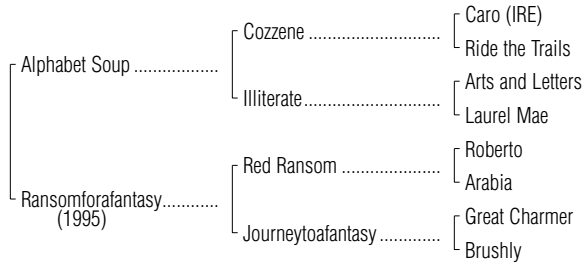 Caro (IRE)
Cozzene ....................................
Ride the Trails
Alphabet Soup ......................
Arts and Letters
Illiterate.....................................
Laurel Mae
Roberto
Red Ransom ..........................
Arabia
Ransomforafantasy..............
(1995)
Great Charmer
Journeytoafantasy ................
Brushly